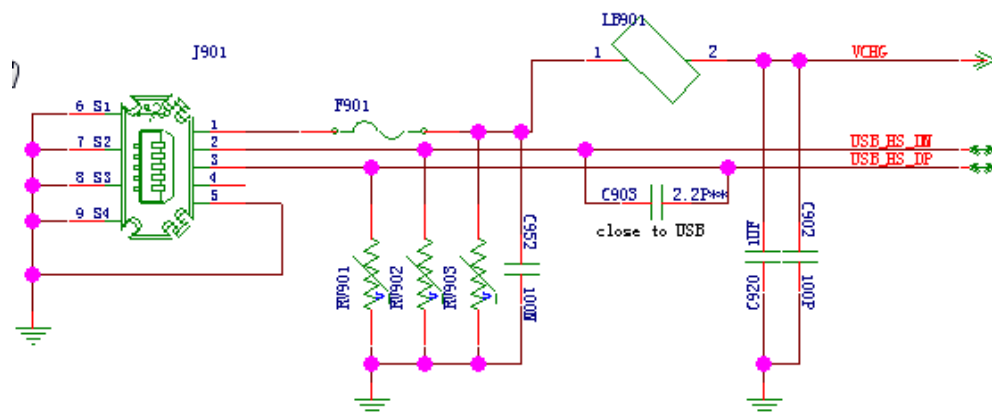 LB901
J901
1
2
VCHG
)
6 S1
F901
1
7 S2
2
USB_HS_DM
3
USB_HS_DP
8 S3
4
C903
2.2P**
9 S4
5
close to USB
C952
1UF
C902
RV901
RV902
RV903
100N
C920
100P